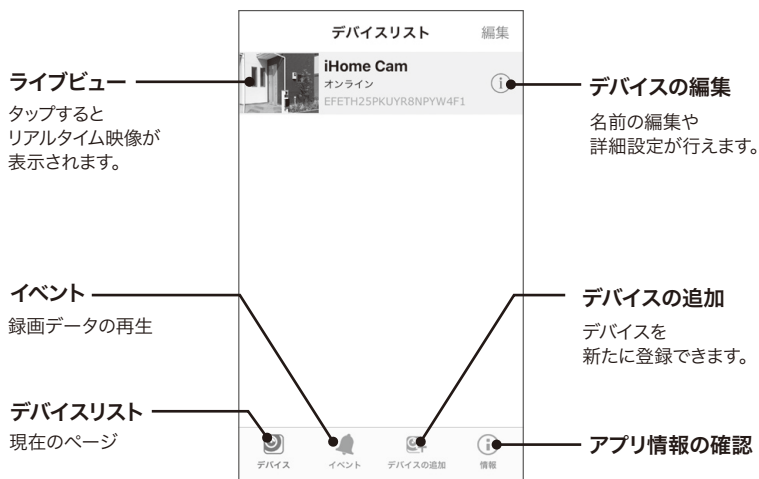 デバイスリスト
編集
iHome Cam
オンライン
EFETH25PKUYR8NPYW4F1
ライブビュー
タップすると
リアルタイム映像が
表示されます。
デバイスの編集
名前の編集や
詳細設定が行えます。
イベント
録画データの再生
デバイスの追加
デバイスを
新たに登録できます。
デバイスリスト
現在のページ
アプリ情報の確認
デバイス
イベント
デバイスの追加
情報